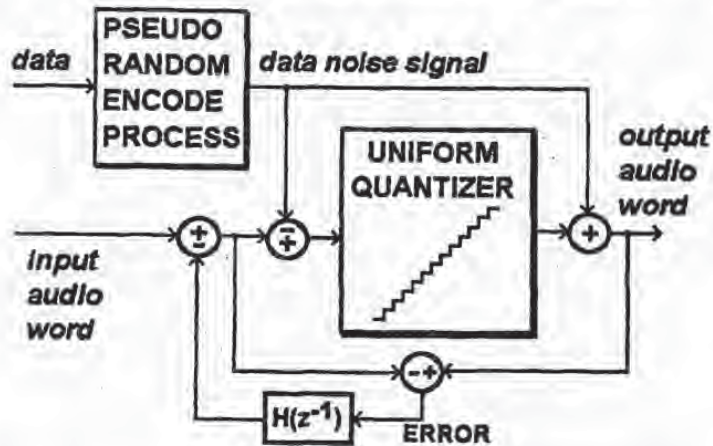 PSEUDO
RANDOM
ENCODE
PROCESS
data
data noise signal
UNIFORM
QUANTIZER
output
audio
word
±
−
+
+
input
audio
word
-+
H(z⁻¹)
ERROR